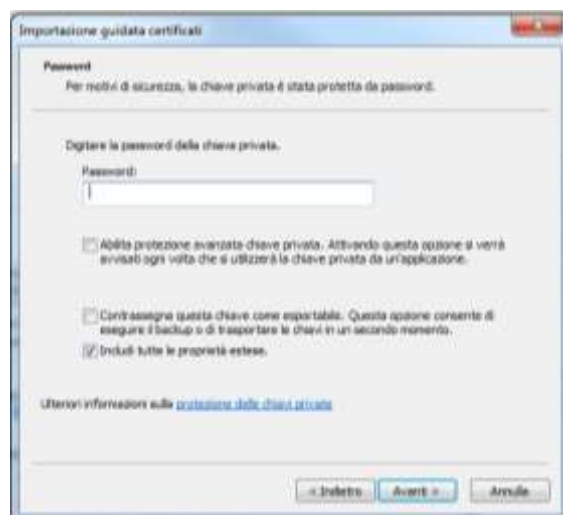 Importazione guidata certificati
Password
Per motivi di sicurezza, la chiave privata è stata protetta da password.
Digitare la password della chiave privata.
Password:
Abilita protezione avanzata chiave privata. Attivando questa opzione si verrà
avvisati ogni volta che si utilizzerà la chiave privata da un'applicazione.
Contrassegna questa chiave come esportabile. Questa opzione consente di
eseguire il backup o di trasportare le chiavi in un secondo momento.
Includi tutte le proprietà estese.
Ulteriori informazioni sulla protezione delle chiavi private
< Indietro Avanti > Annulla